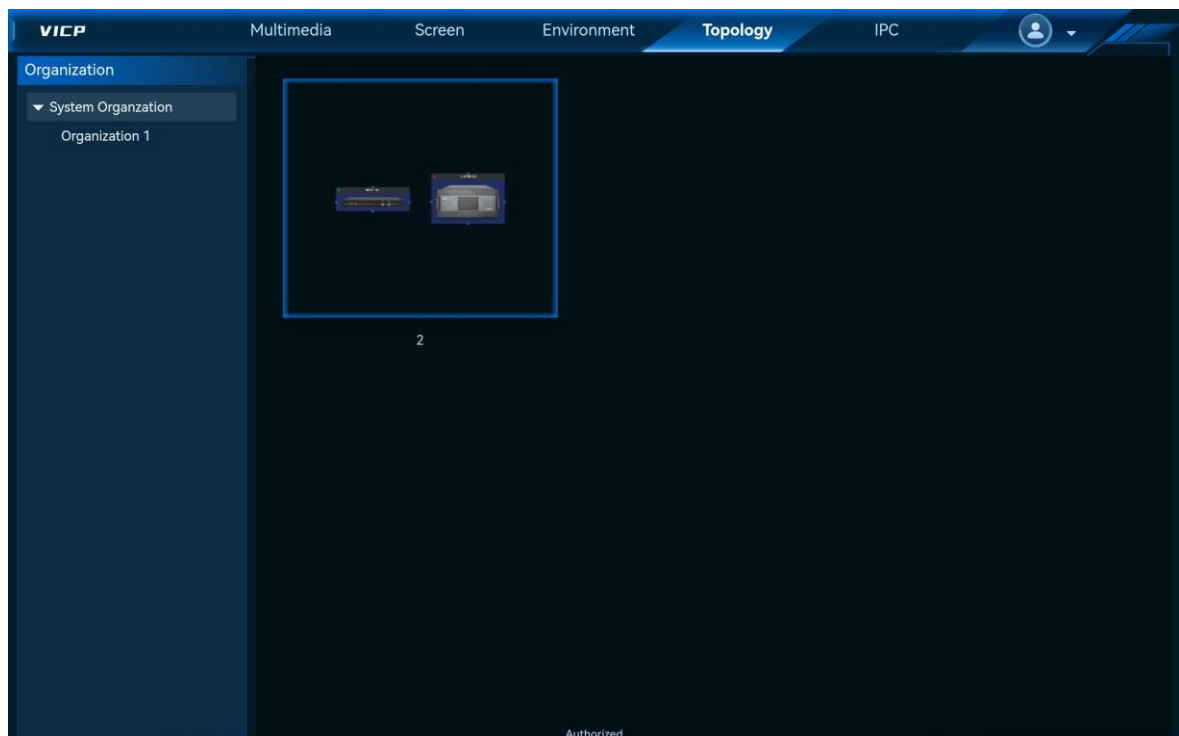 VICP
Multimedia
Screen
Environment
Topology
IPC
Organization
System Organzation
Organization 1
2
Authorized